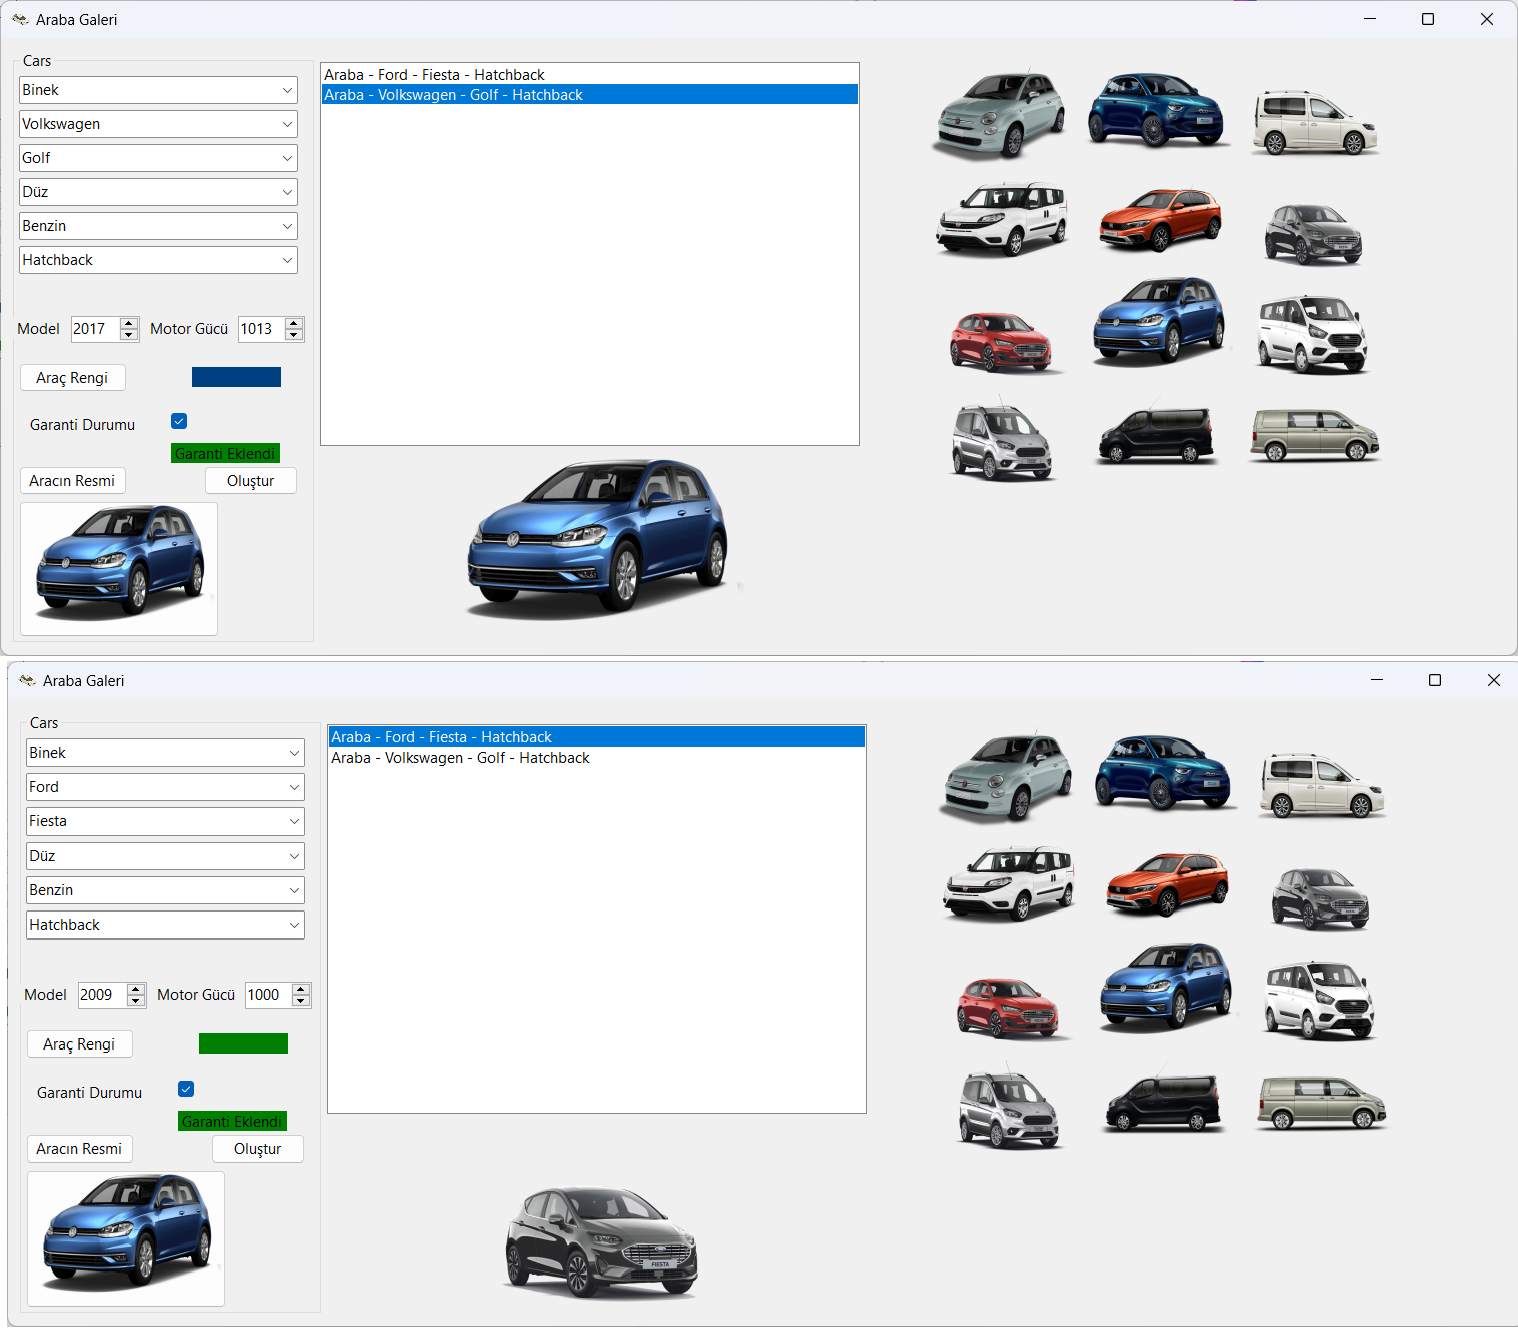 Araba Galeri
Cars
Binek
Volkswagen
Golf
Düz
Benzin
Hatchback
Model 2017 Motor Gücü 1013
Araç Rengi
Garanti Durumu
Garanti Eklendi
Aracın Resmi Oluştur
Araba - Ford - Fiesta - Hatchback
Araba - Volkswagen - Golf - Hatchback
Araba Galeri
Cars
Binek
Ford
Fiesta
Düz
Benzin
Hatchback
Model 2009 Motor Gücü 1000
Araç Rengi
Garanti Durumu
Garanti Eklendi
Aracın Resmi Oluştur
Araba - Ford - Fiesta - Hatchback
Araba - Volkswagen - Golf - Hatchback
FIESTA